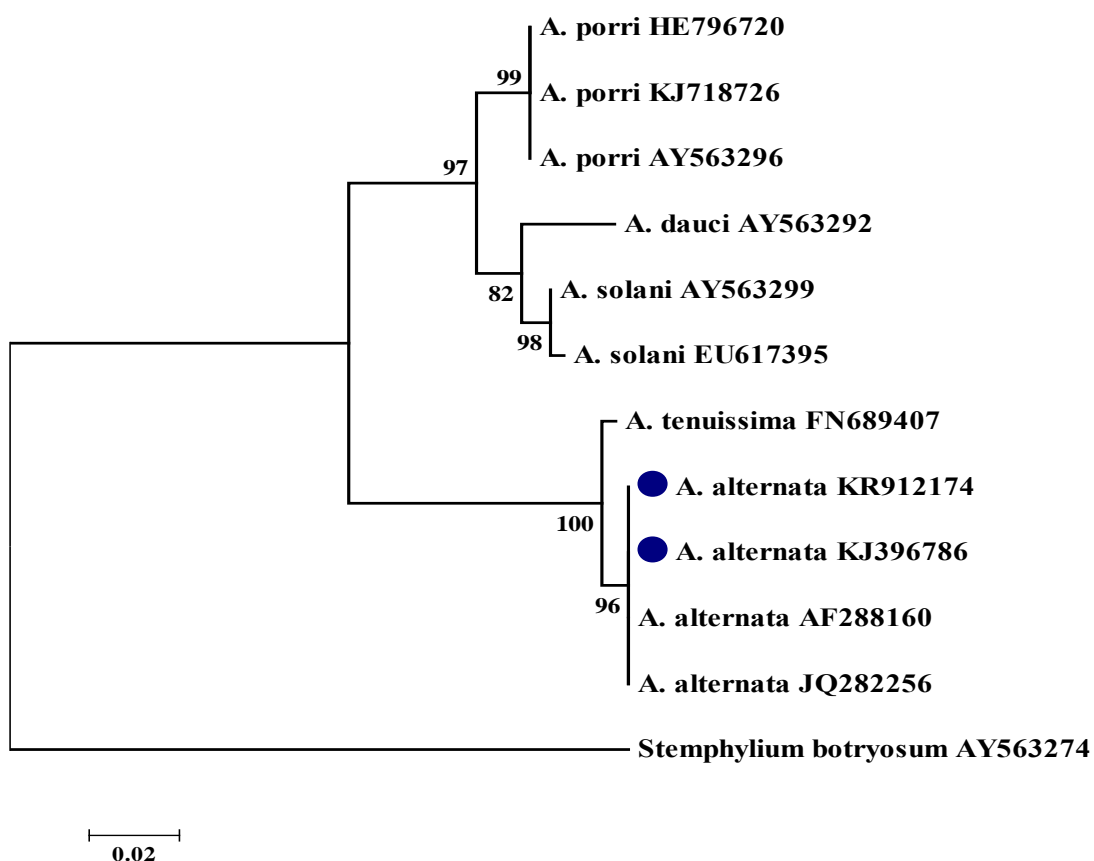 A. porri HE796720
99
A. porri KJ718726
A. porri AY563296
97
A. dauci AY563292
82
A. solani AY563299
98
A. solani EU617395
A. tenuissima FN689407
A. alternata KR912174
100
A. alternata KJ396786
96
A. alternata AF288160
A. alternata JQ282256
Stemphylium botryosum AY563274
0.02